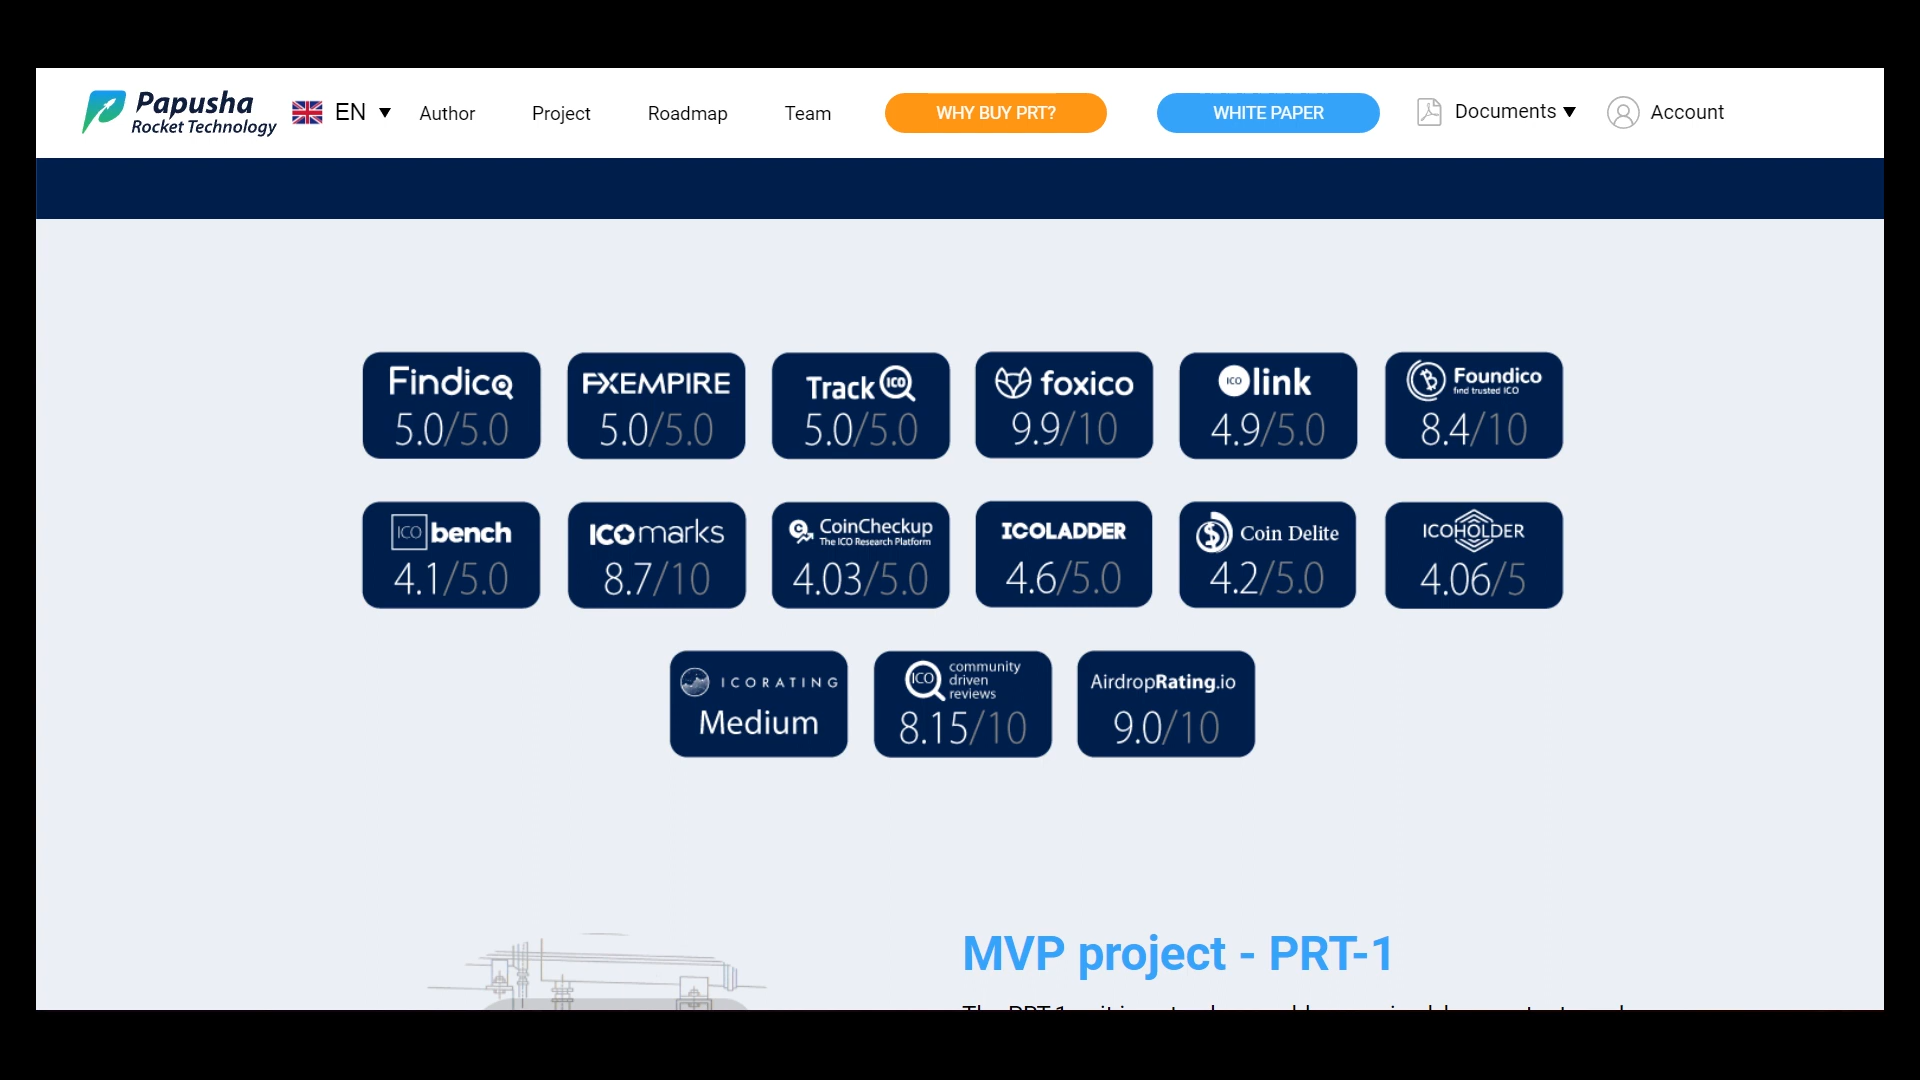 Papusha
Rocket Technology
EN
Author
Project
Roadmap
Team
WHY BUY PRT?
WHITE PAPER
Documents
Account
Findico
5.0/5.0
FXEMPIRE
5.0/5.0
Track ICO
5.0/5.0
foxico
9.9/10
ICO link
4.9/5.0
Foundico
find trusted ICO
8.4/10
ICO bench
4.1/5.0
ICOmarks
8.7/10
CoinCheckup
The ICO Research Platform
4.03/5.0
ICOLADDER
4.6/5.0
Coin Delite
4.2/5.0
ICOHOLDER
4.06/5
ICORATING
Medium
ICO
community
driven
reviews
8.15/10
AirdropRating.io
9.0/10
MVP project - PRT-1